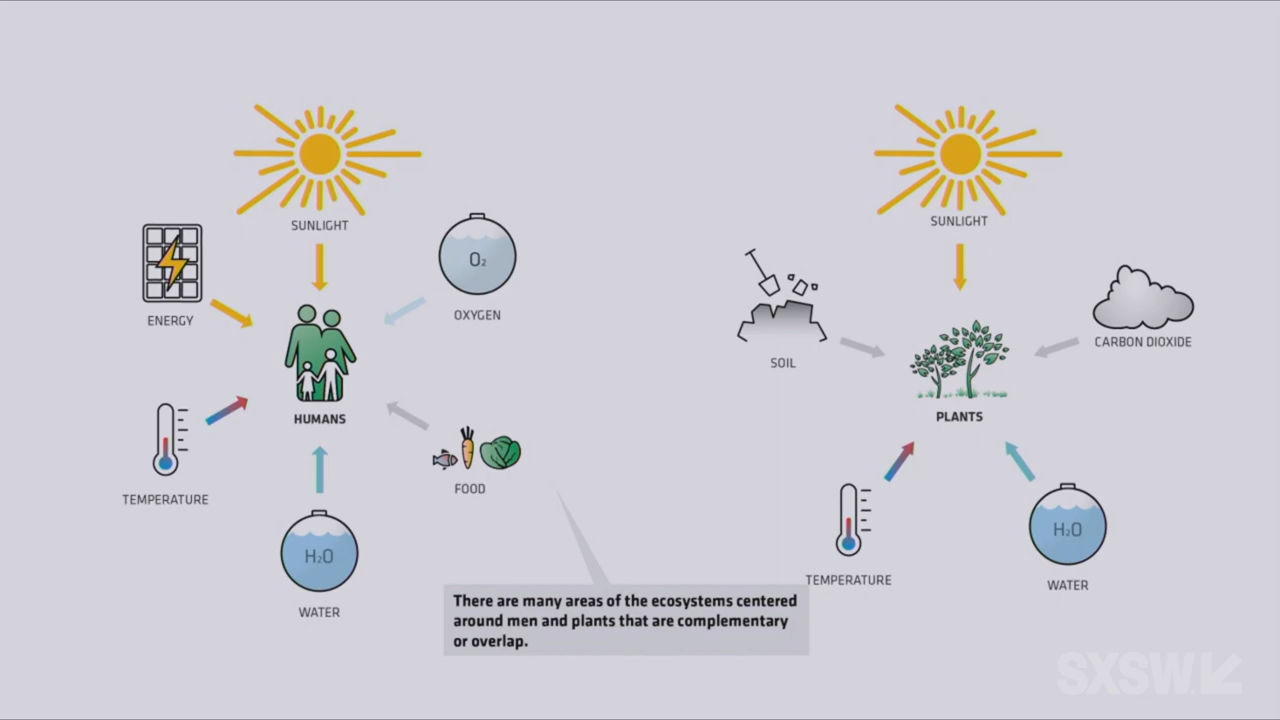 SUNLIGHT
ENERGY
O₂
OXYGEN
HUMANS
TEMPERATURE
FOOD
H₂O
WATER
There are many areas of the ecosystems centered
around men and plants that are complementary
or overlap.
SUNLIGHT
SOIL
CARBON DIOXIDE
PLANTS
TEMPERATURE
H₂O
WATER
SXSW.